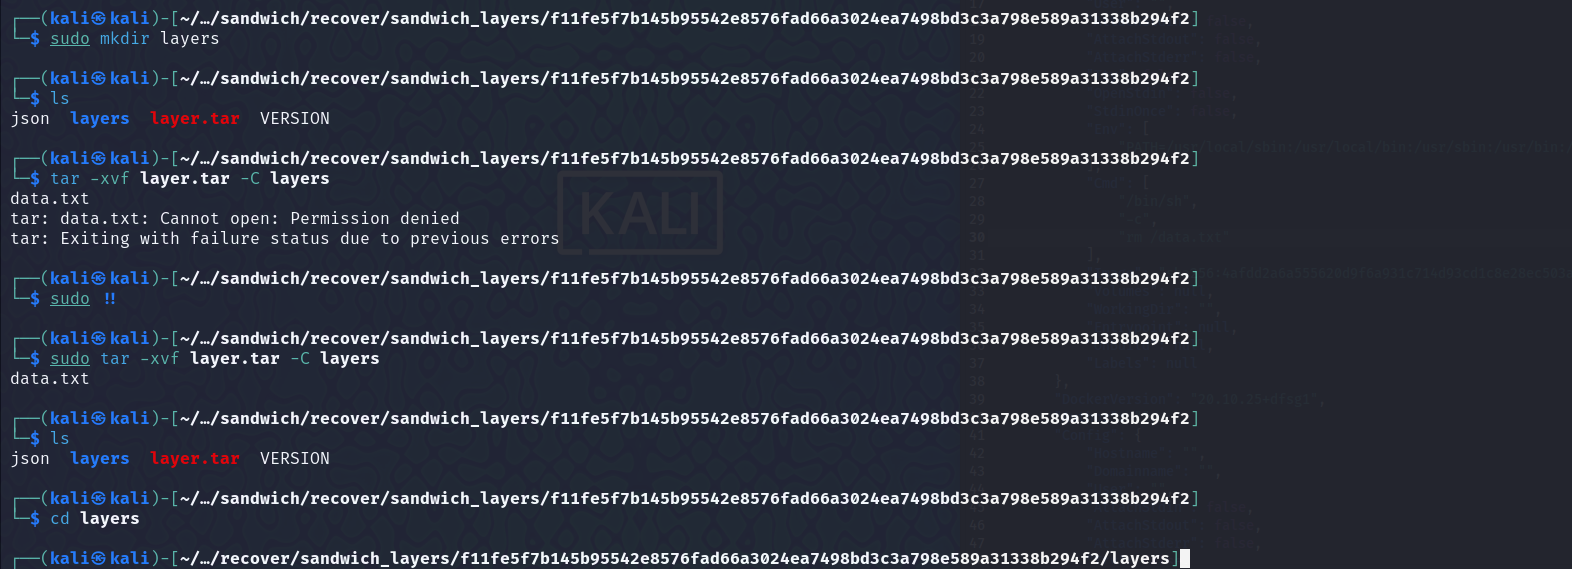 ┌──(kali㉿kali)-[~/…/sandwich/recover/sandwich_layers/f11fe5f7b145b95542e8576fad66a3024ea7498bd3c3a798e589a31338b294f2]
└─$ sudo mkdir layers
┌──(kali㉿kali)-[~/…/sandwich/recover/sandwich_layers/f11fe5f7b145b95542e8576fad66a3024ea7498bd3c3a798e589a31338b294f2]
└─$ ls
json layers layer.tar VERSION
┌──(kali㉿kali)-[~/…/sandwich/recover/sandwich_layers/f11fe5f7b145b95542e8576fad66a3024ea7498bd3c3a798e589a31338b294f2]
└─$ tar -xvf layer.tar -C layers
data.txt
tar: data.txt: Cannot open: Permission denied
tar: Exiting with failure status due to previous errors
┌──(kali㉿kali)-[~/…/sandwich/recover/sandwich_layers/f11fe5f7b145b95542e8576fad66a3024ea7498bd3c3a798e589a31338b294f2]
└─$ sudo !!
┌──(kali㉿kali)-[~/…/sandwich/recover/sandwich_layers/f11fe5f7b145b95542e8576fad66a3024ea7498bd3c3a798e589a31338b294f2]
└─$ sudo tar -xvf layer.tar -C layers
data.txt
┌──(kali㉿kali)-[~/…/sandwich/recover/sandwich_layers/f11fe5f7b145b95542e8576fad66a3024ea7498bd3c3a798e589a31338b294f2]
└─$ ls
json layers layer.tar VERSION
┌──(kali㉿kali)-[~/…/sandwich/recover/sandwich_layers/f11fe5f7b145b95542e8576fad66a3024ea7498bd3c3a798e589a31338b294f2]
└─$ cd layers
┌──(kali㉿kali)-[~/…/recover/sandwich_layers/f11fe5f7b145b95542e8576fad66a3024ea7498bd3c3a798e589a31338b294f2/layers]
KALI